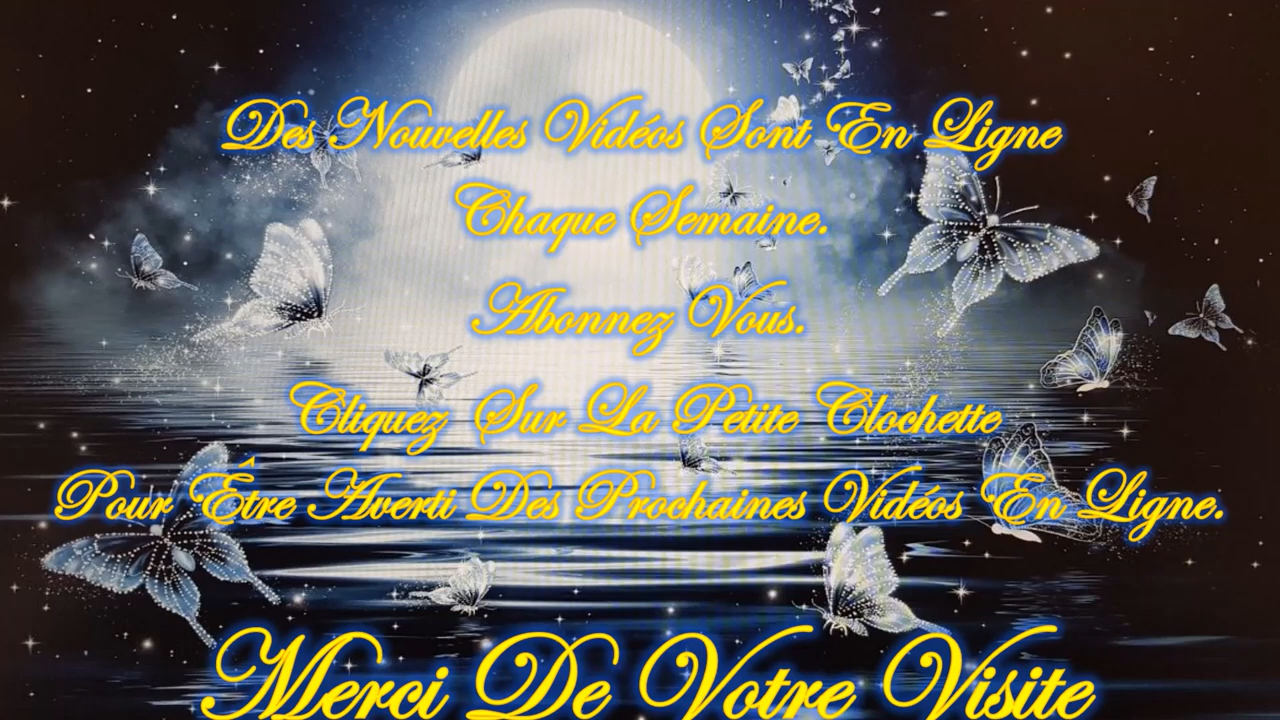 Des Nouvelles Vidéos Sont En Ligne
Chaque Semaine.
Abonnez Vous.
Cliquez Sur La Petite Clochette
Pour Être Averti Des Prochaines Vidéos En Ligne.
Merci De Votre Visite